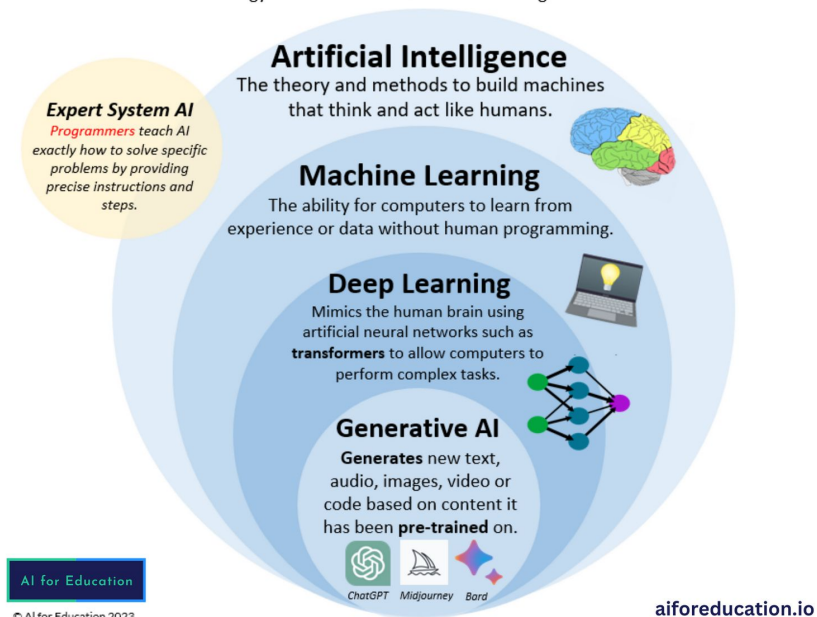 Artificial Intelligence
The theory and methods to build machines
that think and act like humans.
Expert System AI
Programmers teach AI
exactly how to solve specific
problems by providing
precise instructions and
steps.
Machine Learning
The ability for computers to learn from
experience or data without human programming.
Deep Learning
Mimics the human brain using
artificial neural networks such as
transformers to allow computers to
perform complex tasks.
Generative AI
Generates new text,
audio, images, video or
code based on content it
has been pre-trained on.
ChatGPT Midjourney Bard
AI for Education
© AI for Education 2023
aiforeducation.io